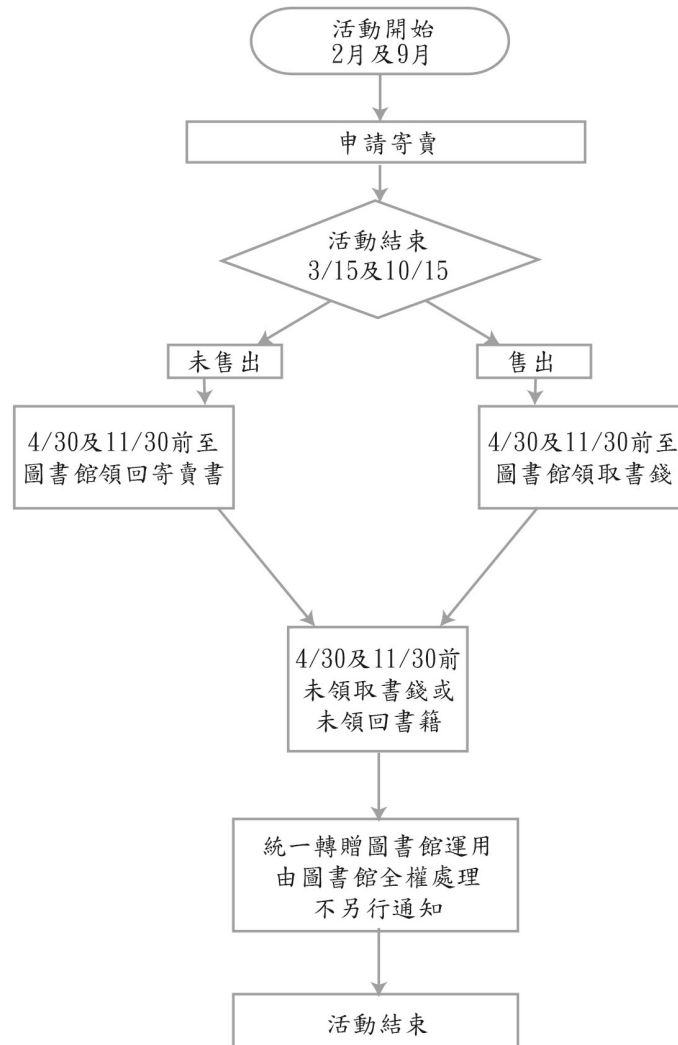 活動開始
2月及9月
申請寄賣
活動結束
3/15及10/15
未售出
售出
4/30及11/30前至
圖書館領回寄賣書
4/30及11/30前至
圖書館領取書錢
4/30及11/30前
未領取書錢或
未領回書籍
統一轉贈圖書館運用
由圖書館全權處理
不另行通知
活動結束